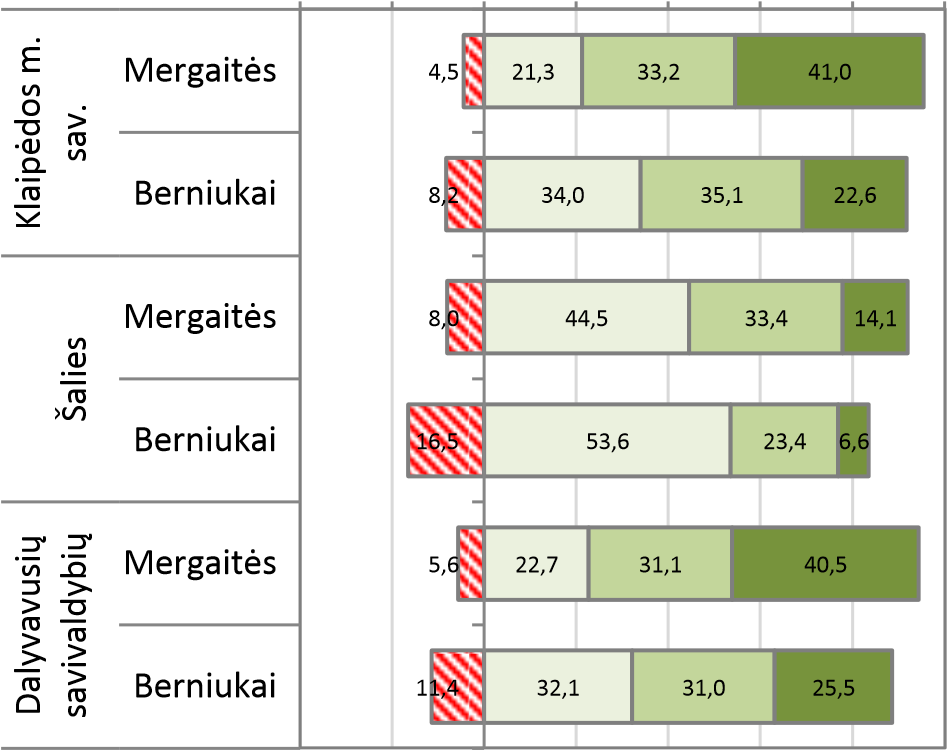 Klaipėdos m.
sav.
Mergaitės
4,5
21,3
33,2
41,0
Berniukai
8,2
34,0
35,1
22,6
Šalies
Mergaitės
8,0
44,5
33,4
14,1
Berniukai
16,5
53,6
23,4
6,6
Dalyvavusių
savivaldybių
Mergaitės
5,6
22,7
31,1
40,5
Berniukai
11,4
32,1
31,0
25,5